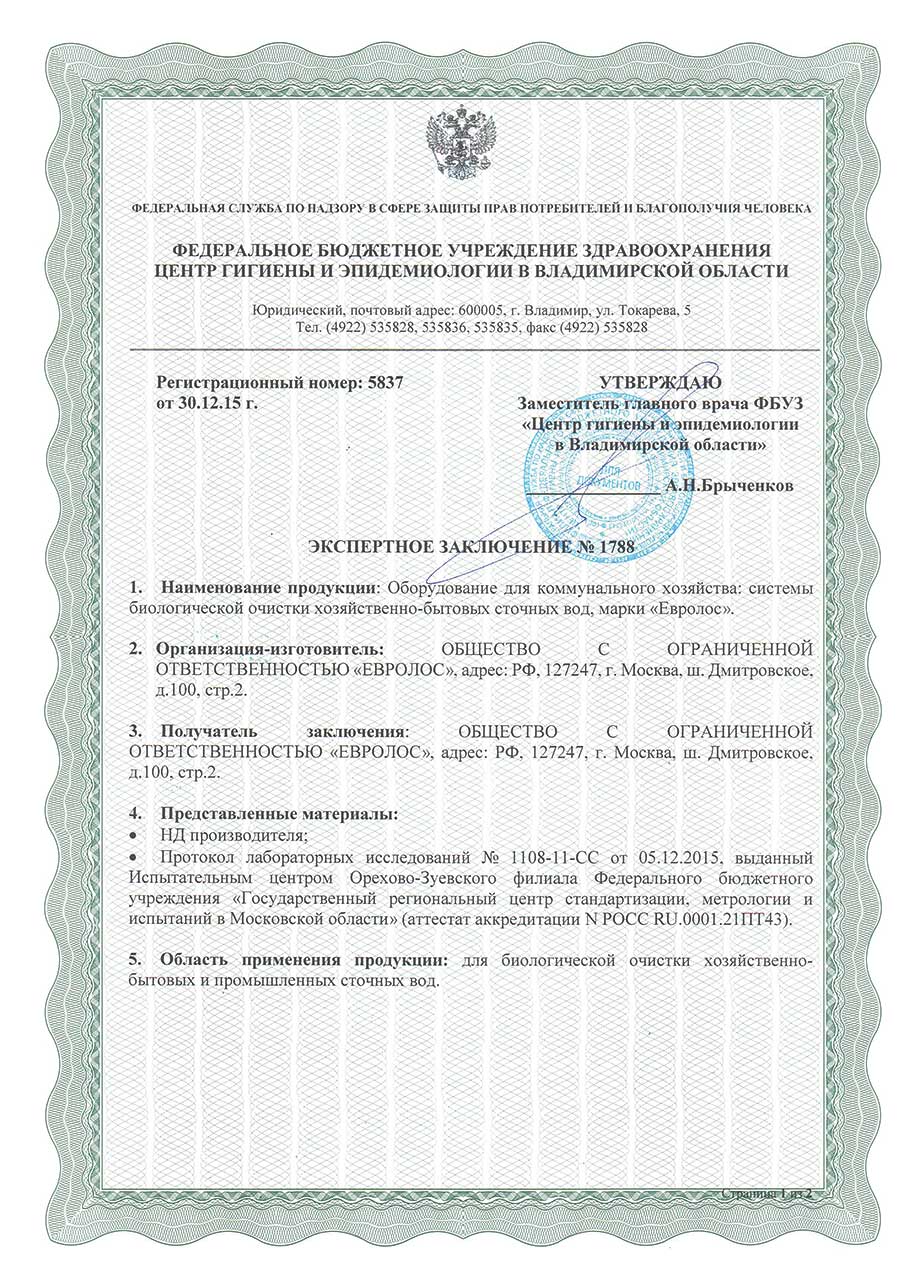 ФЕДЕРАЛЬНАЯ СЛУЖБА ПО НАДЗОРУ В СФЕРЕ ЗАЩИТЫ ПРАВ ПОТРЕБИТЕЛЕЙ И БЛАГОПОЛУЧИЯ ЧЕЛОВЕКА
ФЕДЕРАЛЬНОЕ БЮДЖЕТНОЕ УЧРЕЖДЕНИЕ ЗДРАВООХРАНЕНИЯ
ЦЕНТР ГИГИЕНЫ И ЭПИДЕМИОЛОГИИ В ВЛАДИМИРСКОЙ ОБЛАСТИ
Юридический, почтовый адрес: 600005, г. Владимир, ул. Токарева, 5
Тел. (4922) 535828, 535836, 535835, факс (4922) 535828
Регистрационный номер: 5837
от 30.12.15 г.
УТВЕРЖДАЮ
Заместитель главного врача ФБУЗ
«Центр гигиены и эпидемиологии
в Владимирской области»
ДЛЯ
ДОКУМЕНТОВ
А.Н.Брыченков
ЭКСПЕРТНОЕ ЗАКЛЮЧЕНИЕ № 1788
1. Наименование продукции: Оборудование для коммунального хозяйства: системы
биологической очистки хозяйственно-бытовых сточных вод, марки «Евролос».
2. Организация-изготовитель: ОБЩЕСТВО С ОГРАНИЧЕННОЙ
ОТВЕТСТВЕННОСТЬЮ «ЕВРОЛОС», адрес: РФ, 127247, г. Москва, ш. Дмитровское,
д.100, стр.2.
3. Получатель заключения: ОБЩЕСТВО С ОГРАНИЧЕННОЙ
ОТВЕТСТВЕННОСТЬЮ «ЕВРОЛОС», адрес: РФ, 127247, г. Москва, ш. Дмитровское,
д.100, стр.2.
4. Представленные материалы:
• НД производителя;
• Протокол лабораторных исследований № 1108-11-СС от 05.12.2015, выданный
Испытательным центром Орехово-Зуевского филиала Федерального бюджетного
учреждения «Государственный региональный центр стандартизации, метрологии и
испытаний в Московской области» (аттестат аккредитации N РОСС RU.0001.21ПТ43).
5. Область применения продукции: для биологической очистки хозяйственно-
бытовых и промышленных сточных вод.
Страница 1 из 2